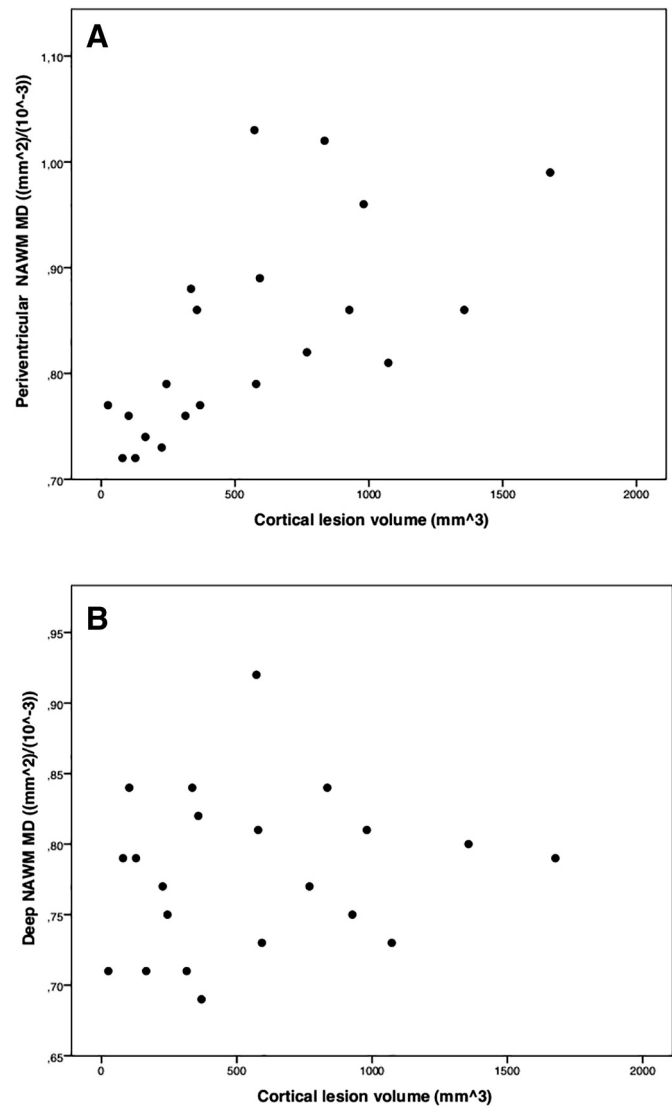 A
Periventricular NAWM MD ((mm^2)/(10^-3))
1,10
1,00
,90
,80
,70
0 500 1000 1500 2000
Cortical lesion volume (mm^3)
B
Deep NAWM MD ((mm^2)/(10^-3))
,95
,90
,85
,80
,75
,70
,65
0 500 1000 1500 2000
Cortical lesion volume (mm^3)